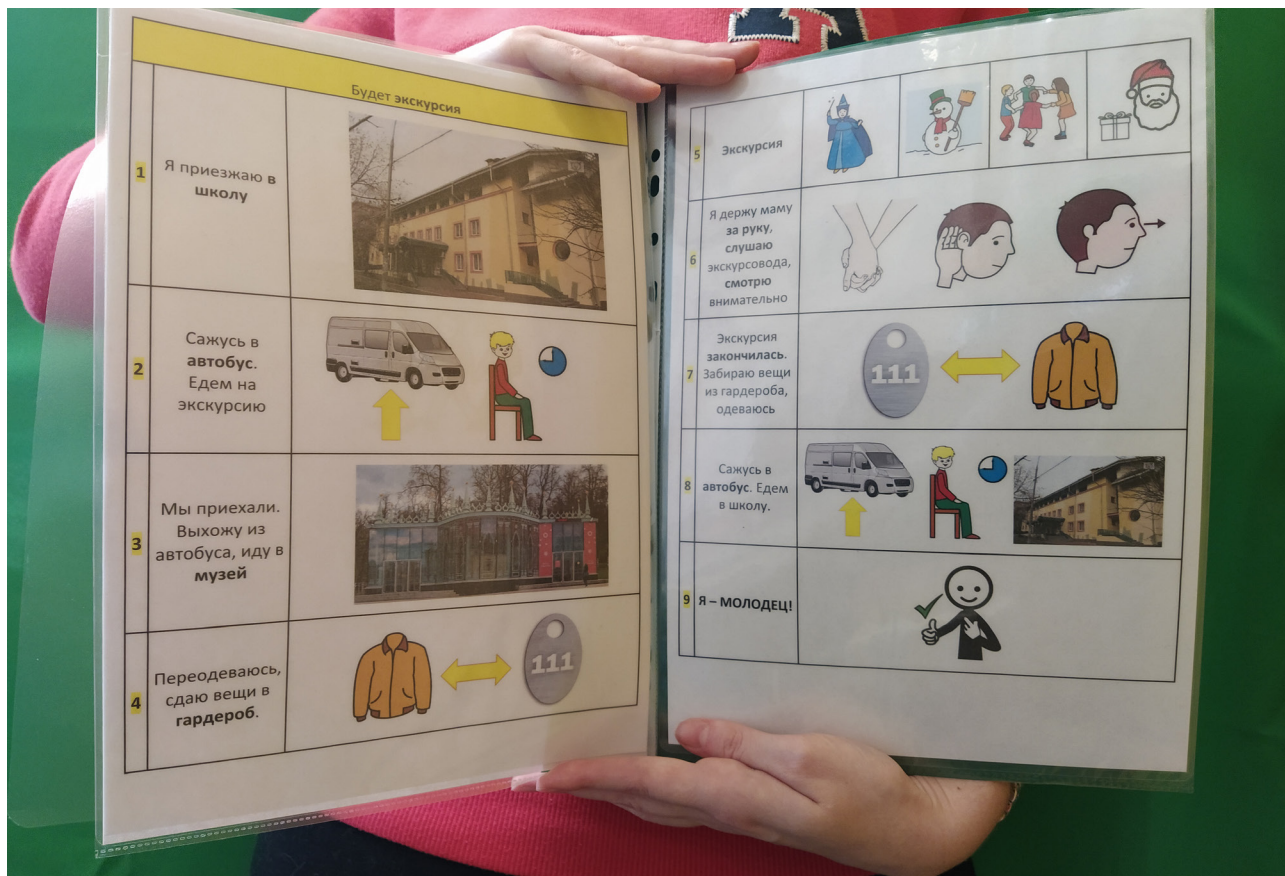 Будет экскурсия
1
Я приезжаю в
школу
2
Сажусь в
автобус.
Едем на
экскурсию
3
Мы приехали.
Выхожу из
автобуса, иду в
музей
4
Переодеваюсь,
сдаю вещи в
гардероб.
111
5
Экскурсия
6
Я держу маму
за руку,
слушаю
экскурсовода,
смотрю
внимательно
7
Экскурсия
закончилась.
Забираю вещи
из гардероба,
одеваюсь
111
8
Сажусь в
автобус. Едем
в школу.
9
Я – МОЛОДЕЦ!